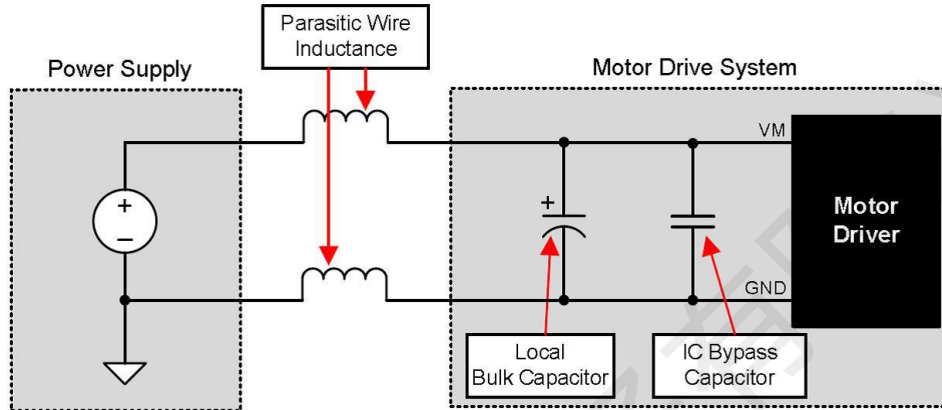 Parasitic Wire
Inductance
Power Supply
Motor Drive System
VM
+
–
+
Motor
Driver
GND
Local
Bulk Capacitor
IC Bypass
Capacitor